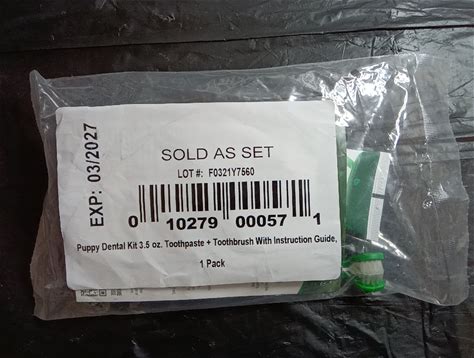 EXP: 03/2027
SOLD AS SET
LOT #: F0321Y7560
0 10279 00057 1
Puppy Dental Kit 3.5 oz. Toothpaste + Toothbrush With Instruction Guide,
1 Pack